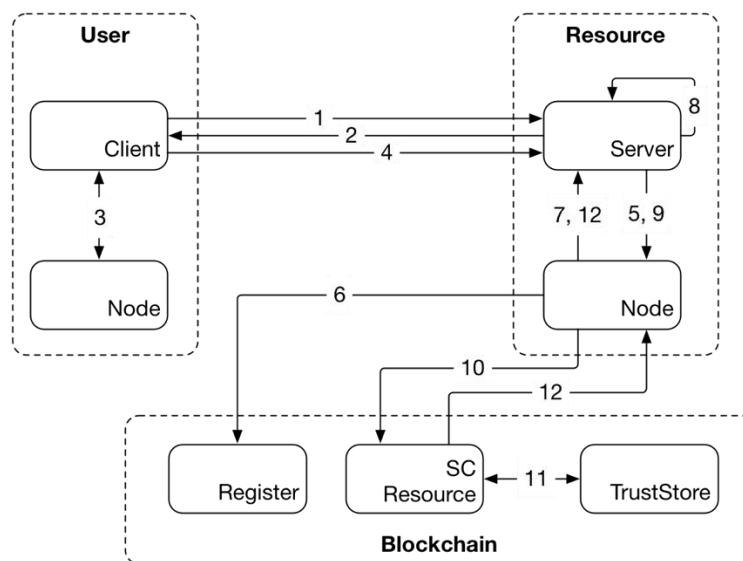 User
Resource
1
8
2
Client
Server
4
3
7, 12
5, 9
6
Node
Node
10
12
SC
Resource
11
Register
TrustStore
Blockchain